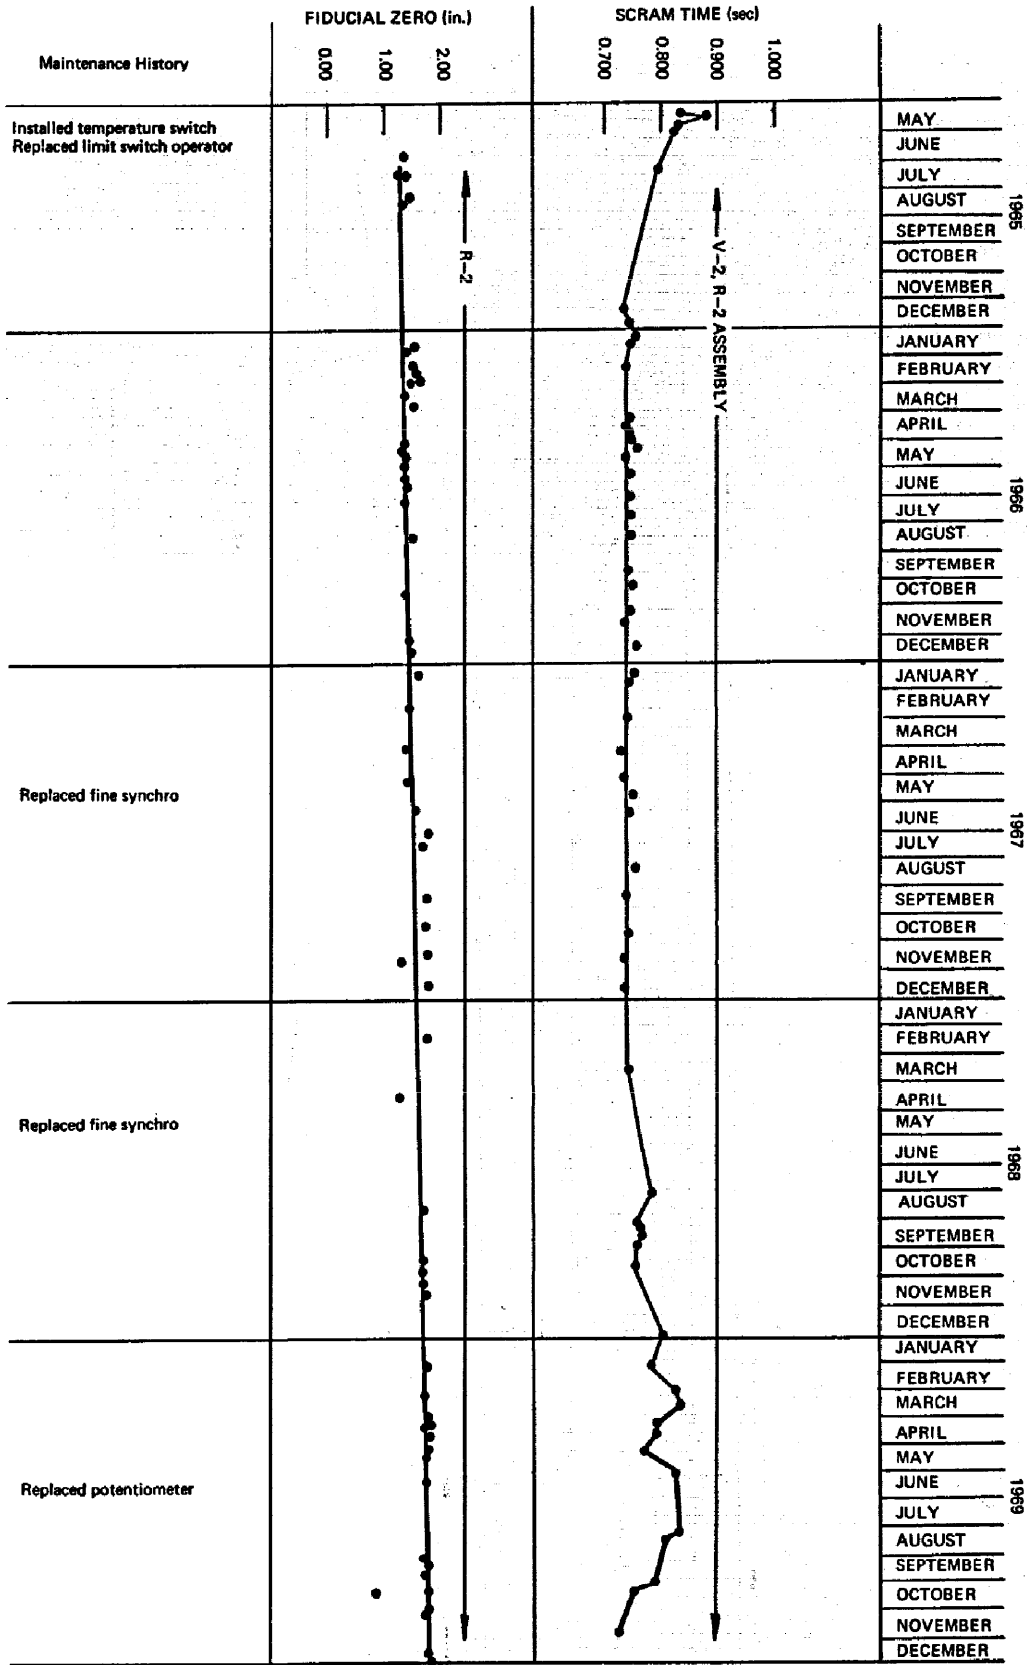 FIDUCIAL ZERO (in.)
SCRAM TIME (sec)
Maintenance History
0.00
1.00
2.00
0.700
0.800
0.900
1.000
Installed temperature switch
Replaced limit switch operator
R-2
V-2, R-2 ASSEMBLY
MAY
JUNE
JULY
AUGUST
SEPTEMBER
OCTOBER
NOVEMBER
DECEMBER
1965
JANUARY
FEBRUARY
MARCH
APRIL
MAY
JUNE
JULY
AUGUST
SEPTEMBER
OCTOBER
NOVEMBER
DECEMBER
1966
JANUARY
FEBRUARY
MARCH
APRIL
MAY
JUNE
JULY
AUGUST
SEPTEMBER
OCTOBER
NOVEMBER
DECEMBER
1967
Replaced fine synchro
JANUARY
FEBRUARY
MARCH
APRIL
MAY
JUNE
JULY
AUGUST
SEPTEMBER
OCTOBER
NOVEMBER
DECEMBER
1968
Replaced fine synchro
JANUARY
FEBRUARY
MARCH
APRIL
MAY
JUNE
JULY
AUGUST
SEPTEMBER
OCTOBER
NOVEMBER
DECEMBER
1969
Replaced potentiometer